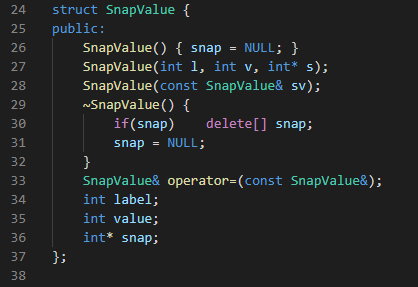 24 struct SnapValue {
25 public:
26     SnapValue() { snap = NULL; }
27     SnapValue(int l, int v, int* s);
28     SnapValue(const SnapValue& sv);
29     ~SnapValue() {
30         if(snap)    delete[] snap;
31         snap = NULL;
32     }
33     SnapValue& operator=(const SnapValue&);
34     int label;
35     int value;
36     int* snap;
37 };
38